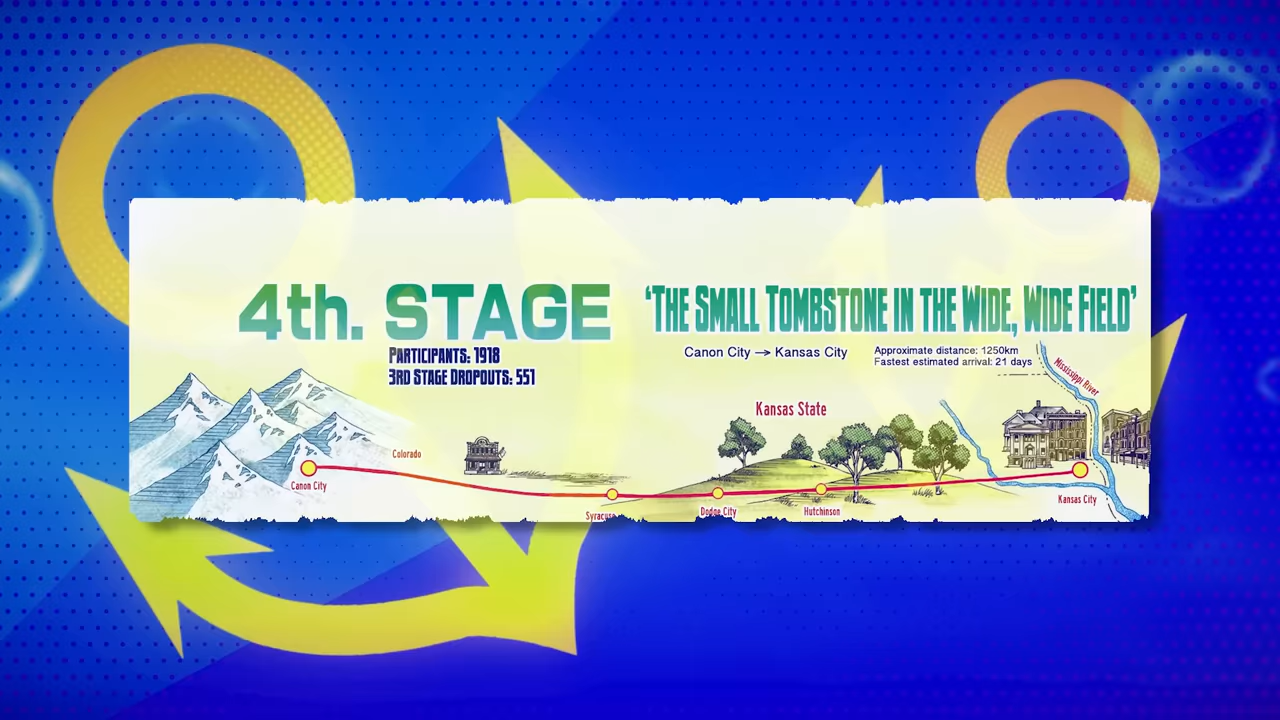 4th. STAGE
'THE SMALL TOMBSTONE IN THE WIDE, WIDE FIELD'
PARTICIPANTS: 1918
3RD STAGE DROPOUTS: 551
Canon City → Kansas City
Approximate distance: 1250km
Fastest estimated arrival: 21 days
Mississippi River
Kansas State
Colorado
Canon City
Syracuse
Dodge City
Hutchinson
Kansas City